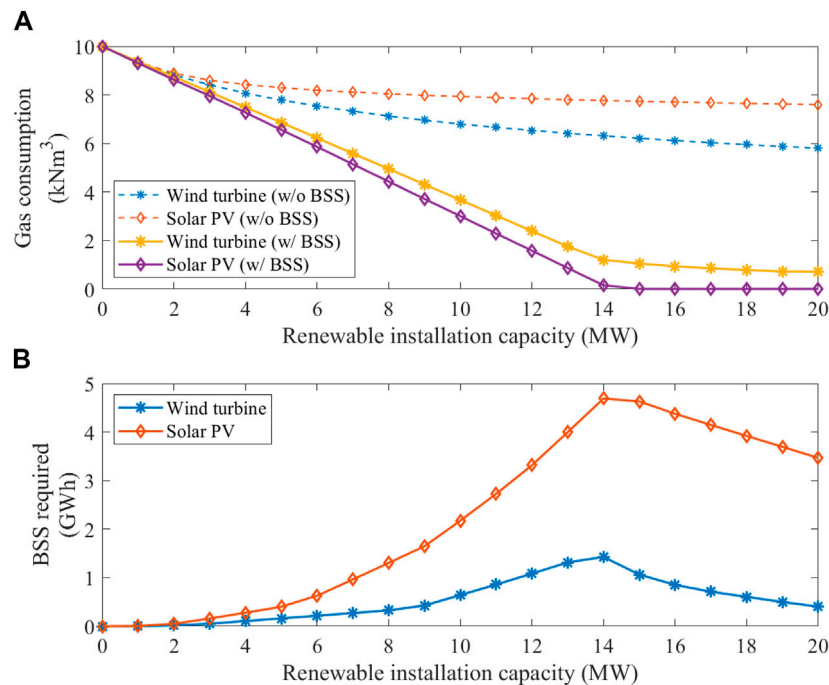 A
10
8
6
4
2
0
Gas consumption
(kNm³)
Wind turbine (w/o BSS)
Solar PV (w/o BSS)
Wind turbine (w/ BSS)
Solar PV (w/ BSS)
0 2 4 6 8 10 12 14 16 18 20
Renewable installation capacity (MW)
B
5
4
3
2
1
0
BSS required
(GWh)
Wind turbine
Solar PV
0 2 4 6 8 10 12 14 16 18 20
Renewable installation capacity (MW)